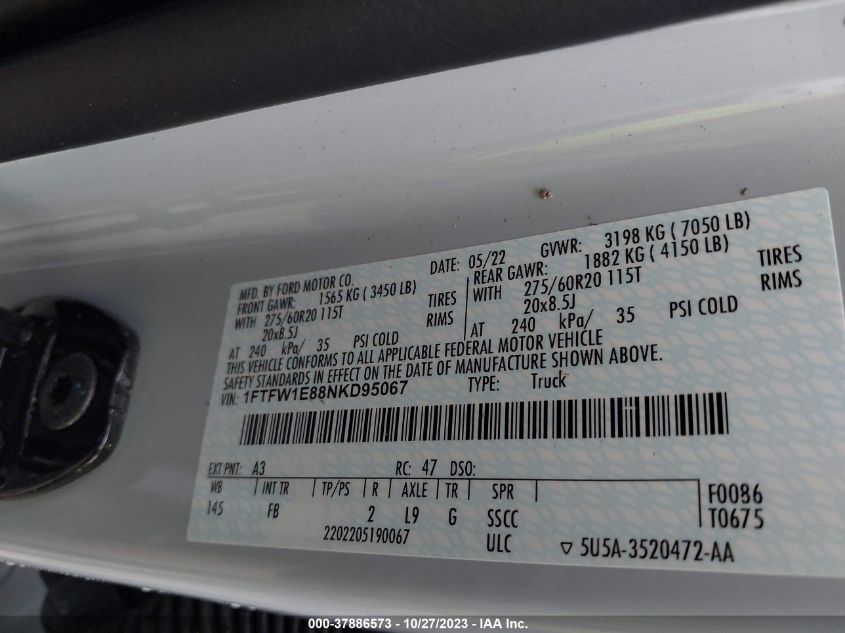 MFD. BY FORD MOTOR CO.
DATE: 05/22 GVWR: 3198 KG ( 7050 LB)
FRONT GAWR: 1565 KG ( 3450 LB) REAR GAWR: 1882 KG ( 4150 LB)
WITH 275/60R20 115T TIRES WITH 275/60R20 115T TIRES
20x8.5J RIMS 20x8.5J RIMS
AT 240 kPa/ 35 PSI COLD AT 240 kPa/ 35 PSI COLD
THIS VEHICLE CONFORMS TO ALL APPLICABLE FEDERAL MOTOR VEHICLE
SAFETY STANDARDS IN EFFECT ON THE DATE OF MANUFACTURE SHOWN ABOVE.
VIN: 1FTFW1E88NKD95067 TYPE: Truck
EXT PNT: A3 RC: 47 DSO:
WB INT TR TP/PS R AXLE TR SPR F0086
145 FB 2 L9 G SSCC T0675
2202205190067 ULC ▽ 5U5A-3520472-AA
000-37886573 - 10/27/2023 - IAA Inc.